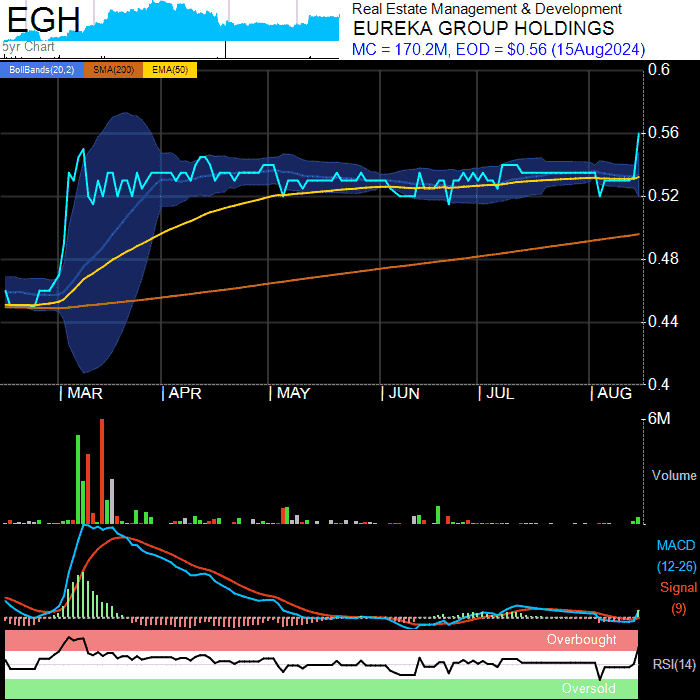 EGH
5yr Chart
Real Estate Management & Development
EUREKA GROUP HOLDINGS
MC = 170.2M, EOD = $0.56 (15Aug2024)
BollBands(20,2) SMA(200) EMA(50)
0.6
0.56
0.52
0.48
0.44
0.4
MAR APR MAY JUN JUL AUG
6M
Volume
MACD
(12-26)
Signal
(9)
Overbought
RSI(14)
Oversold